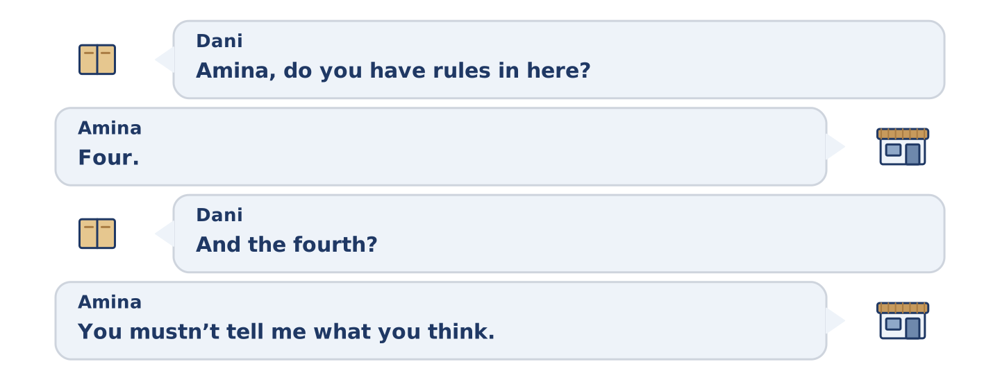 Dani
Amina, do you have rules in here?
Amina
Four.
Dani
And the fourth?
Amina
You mustn’t tell me what you think.